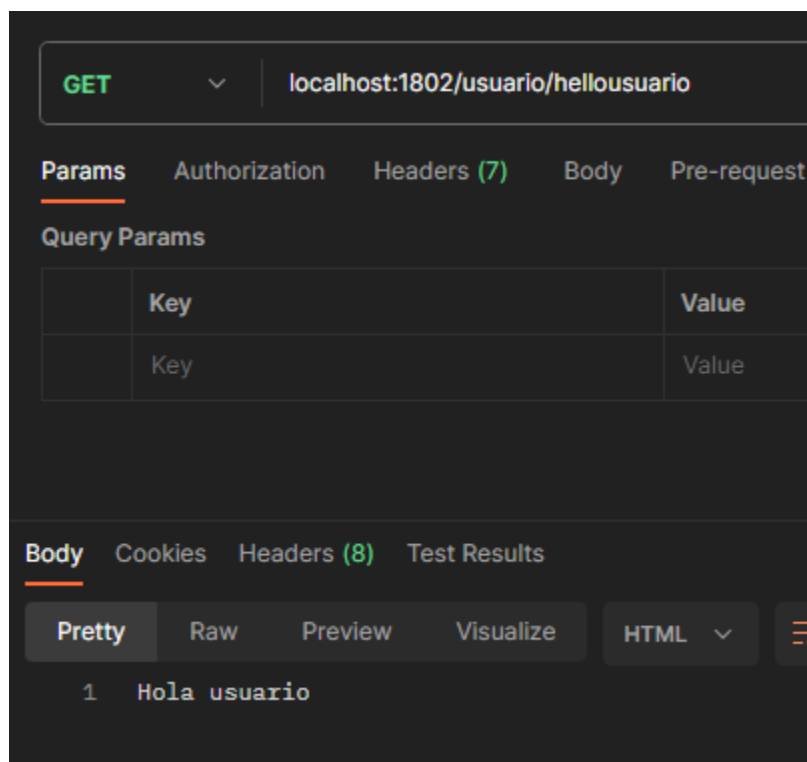 GET localhost:1802/usuario/hellousuario
Params Authorization Headers (7) Body Pre-request
Query Params
Key Value
Key Value
Body Cookies Headers (8) Test Results
Pretty Raw Preview Visualize HTML
1 Hola usuario